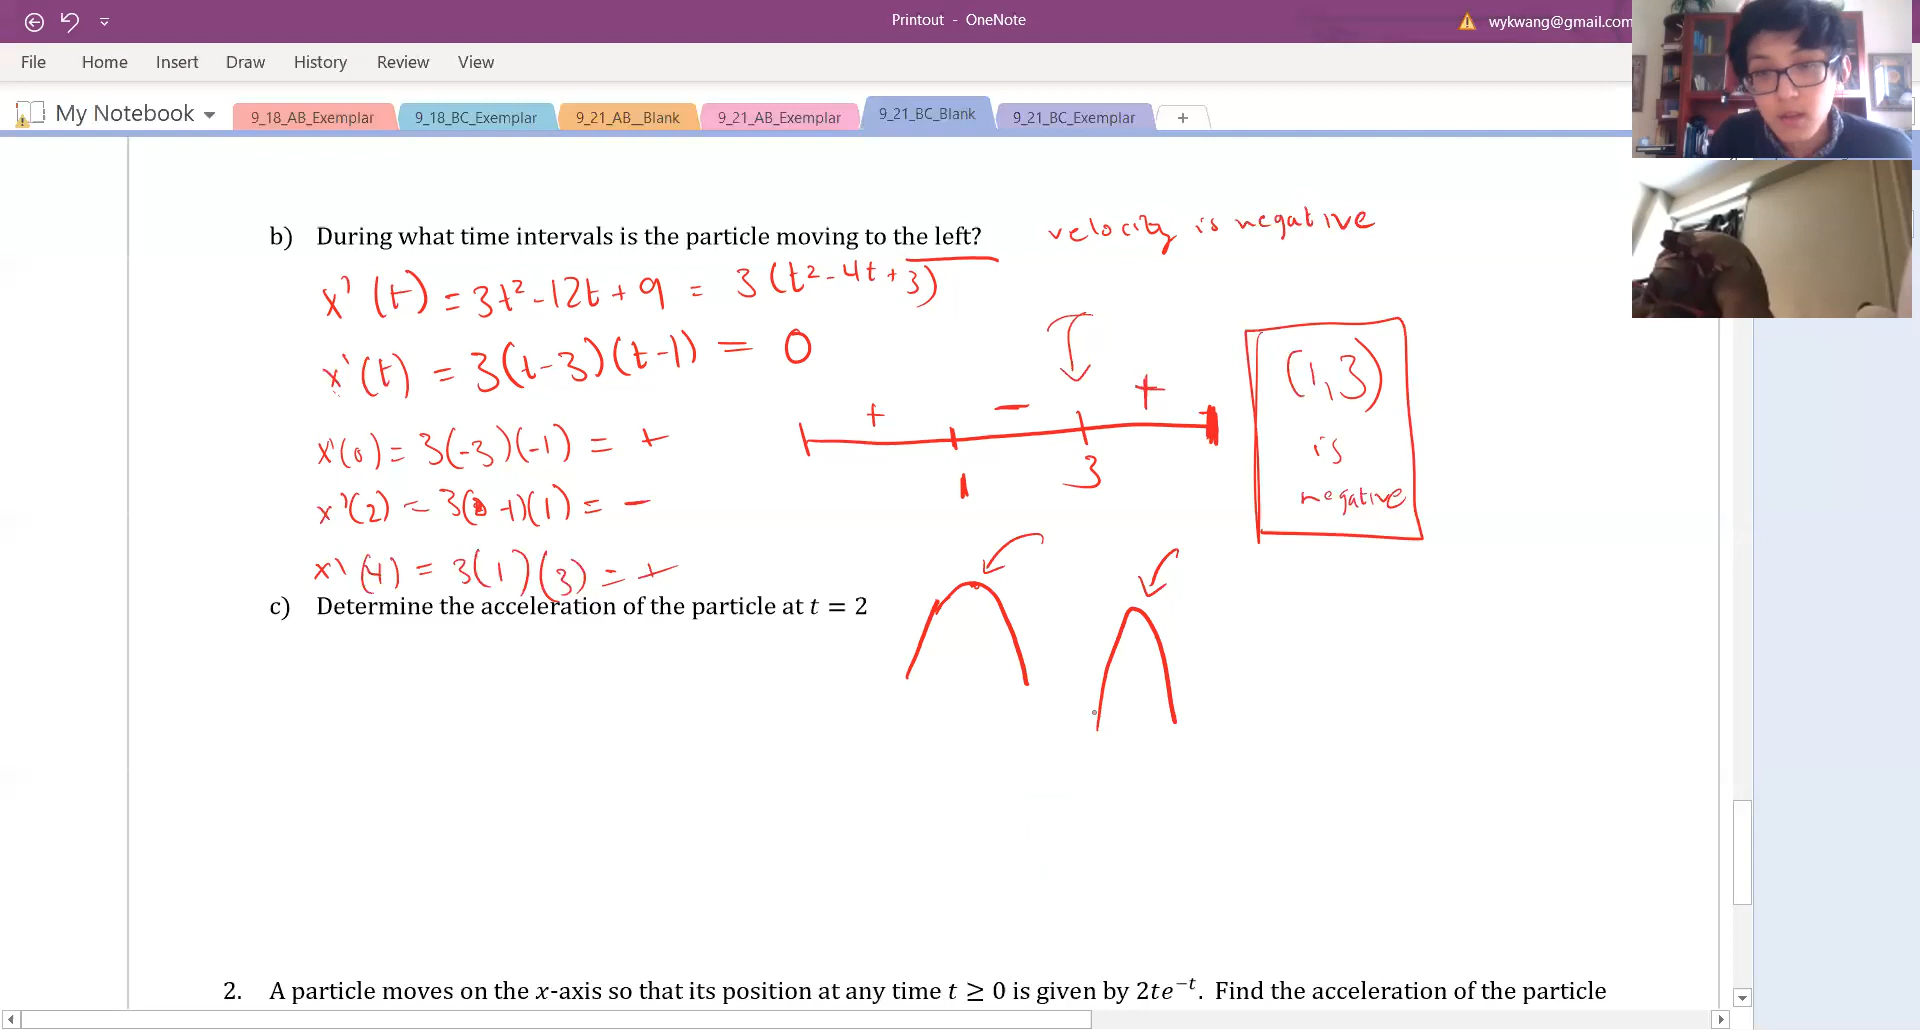 Printout - OneNote
wykwang@gmail.com
File Home Insert Draw History Review View
My Notebook
9_18_AB_Exemplar 9_18_BC_Exemplar 9_21_AB__Blank 9_21_AB_Exemplar 9_21_BC_Blank 9_21_BC_Exemplar +
b) During what time intervals is the particle moving to the left?
velocity is negative
x'(t) = 3t² - 12t + 9 = 3(t² - 4t + 3)
x'(t) = 3(t-3)(t-1) = 0
+ - +
1 3
(1,3)
is
negative
x'(0) = 3(-3)(-1) = +
x'(2) = 3(-1)(1) = -
x'(4) = 3(1)(3) = +
c) Determine the acceleration of the particle at t = 2
2. A particle moves on the x-axis so that its position at any time t ≥ 0 is given by 2te⁻ᵗ. Find the acceleration of the particle